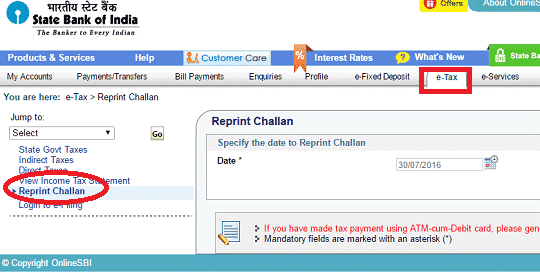 भारतीय स्टेट बैंक
State Bank of India
The Banker to Every Indian
Offers
About OnlineSBI
Products & Services
Help
Customer Care
%
Interest Rates
?
What's New
State Ba
My Accounts
Payments/Transfers
Bill Payments
Enquiries
Profile
e-Fixed Deposit
e-Tax
e-Services
You are here: e-Tax > Reprint Challan
Jump to:
Select
Go
State Govt Taxes
Indirect Taxes
Direct Taxes
View Income Tax Statement
Reprint Challan
Login to e-Filing
Reprint Challan
Specify the date to Reprint Challan
Date *
30/07/2016
If you have made tax payment using ATM-cum-Debit card, please gene
Mandatory fields are marked with an asterisk (*)
© Copyright OnlineSBI